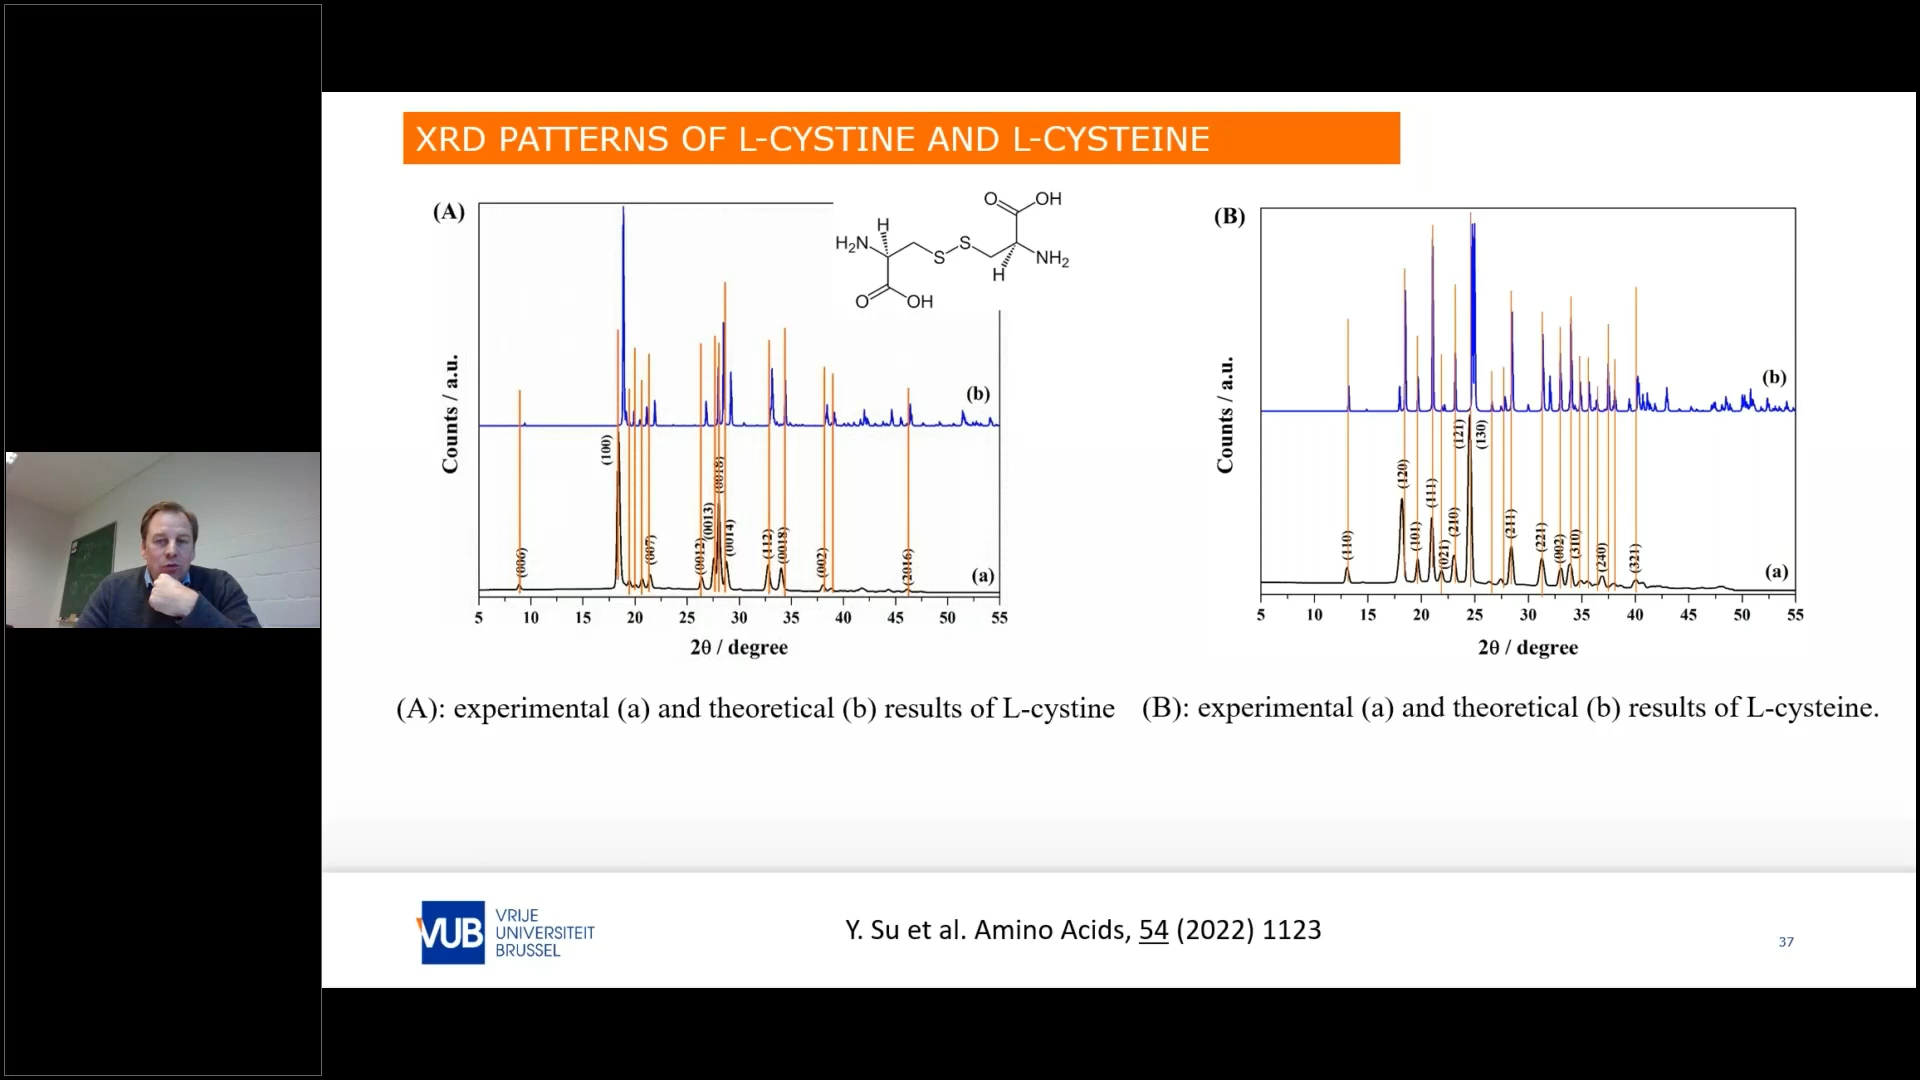 XRD PATTERNS OF L-CYSTINE AND L-CYSTEINE
(A)
O
OH
H
H₂N
S
S
NH₂
H
O
OH
Counts / a.u.
(b)
(100)
(0018)
(0013)
(0014)
(006)
(007)
(0012)
(112)
(0018)
(002)
(2016)
(a)
5 10 15 20 25 30 35 40 45 50 55
2θ / degree
(B)
Counts / a.u.
(b)
(121)
(130)
(120)
(111)
(110)
(101)
(021)
(210)
(211)
(221)
(002)
(310)
(240)
(321)
(a)
5 10 15 20 25 30 35 40 45 50 55
2θ / degree
(A): experimental (a) and theoretical (b) results of L-cystine
(B): experimental (a) and theoretical (b) results of L-cysteine.
VUB
VRIJE
UNIVERSITEIT
BRUSSEL
Y. Su et al. Amino Acids, 54 (2022) 1123
37